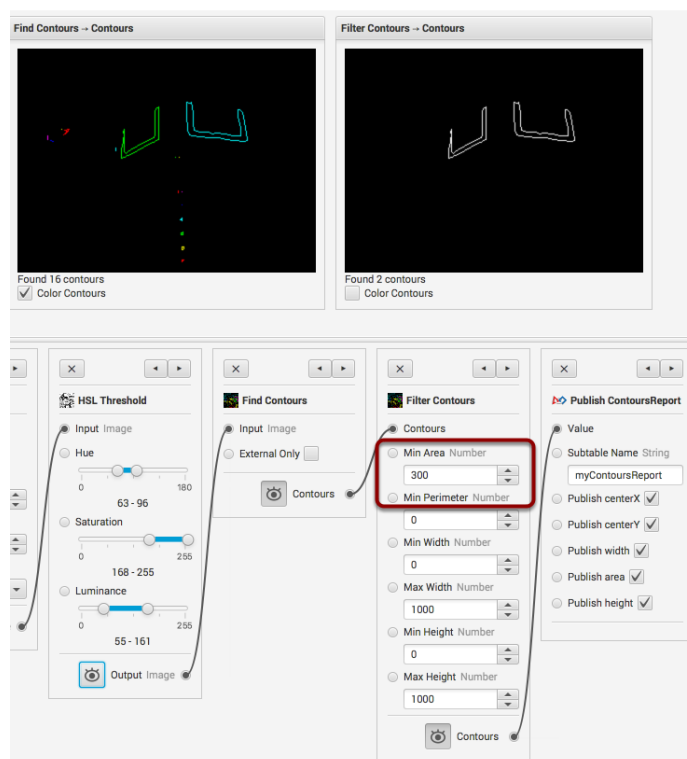 Find Contours → Contours
Found 16 contours
Color Contours
Filter Contours → Contours
Found 2 contours
Color Contours
HSL Threshold
Input Image
Hue
0 180
63 - 96
Saturation
0 255
168 - 255
Luminance
0 255
55 - 161
Output Image
Find Contours
Input Image
External Only
Contours
Filter Contours
Contours
Min Area Number
300
Min Perimeter Number
0
Min Width Number
0
Max Width Number
1000
Min Height Number
0
Max Height Number
1000
Contours
Publish ContoursReport
Value
Subtable Name String
myContoursReport
Publish centerX
Publish centerY
Publish width
Publish area
Publish height